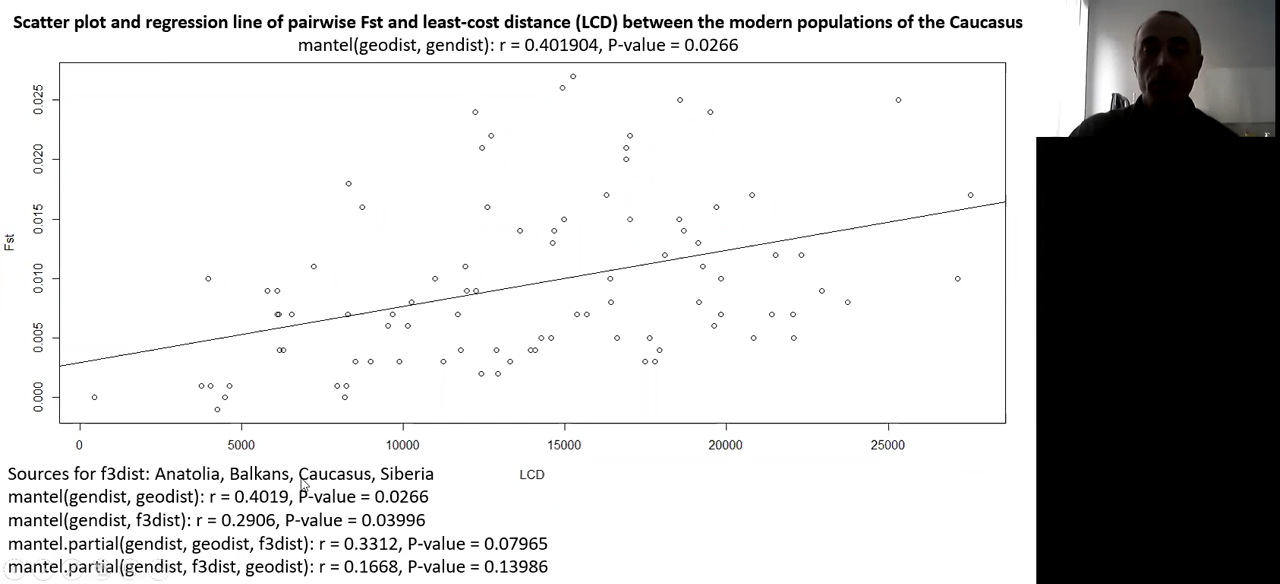 Scatter plot and regression line of pairwise Fst and least-cost distance (LCD) between the modern populations of the Caucasus
mantel(geodist, gendist): r = 0.401904, P-value = 0.0266
0.025
0.020
0.015
0.010
0.005
0.000
Fst
0 5000 10000 15000 20000 25000
LCD
Sources for f3dist: Anatolia, Balkans, Caucasus, Siberia
mantel(gendist, geodist): r = 0.4019, P-value = 0.0266
mantel(gendist, f3dist): r = 0.2906, P-value = 0.03996
mantel.partial(gendist, geodist, f3dist): r = 0.3312, P-value = 0.07965
mantel.partial(gendist, f3dist, geodist): r = 0.1668, P-value = 0.13986